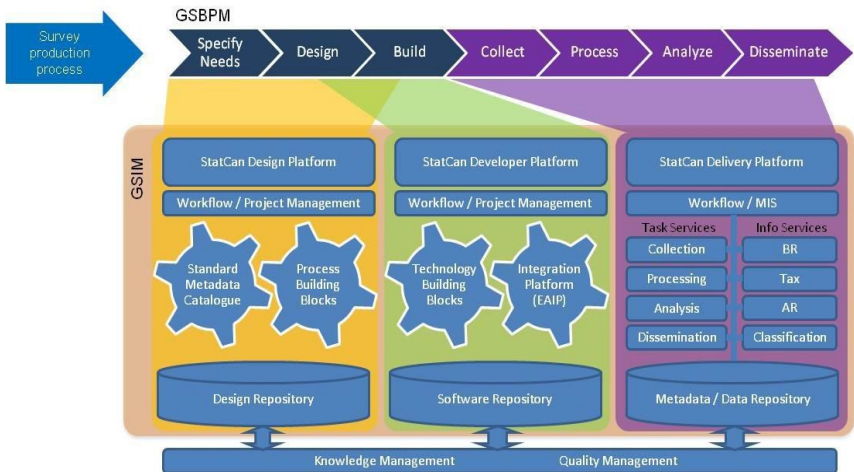 GSBPM
Survey
production
process
Specify
Needs
Design
Build
Collect
Process
Analyze
Disseminate
GSIM
StatCan Design Platform
Workflow / Project Management
Standard
Metadata
Catalogue
Process
Building
Blocks
Design Repository
StatCan Developer Platform
Workflow / Project Management
Technology
Building
Blocks
Integration
Platform
(EAIP)
Software Repository
StatCan Delivery Platform
Workflow / MIS
Task Services
Info Services
Collection
BR
Processing
Tax
Analysis
AR
Dissemination
Classification
Metadata / Data Repository
Knowledge Management
Quality Management